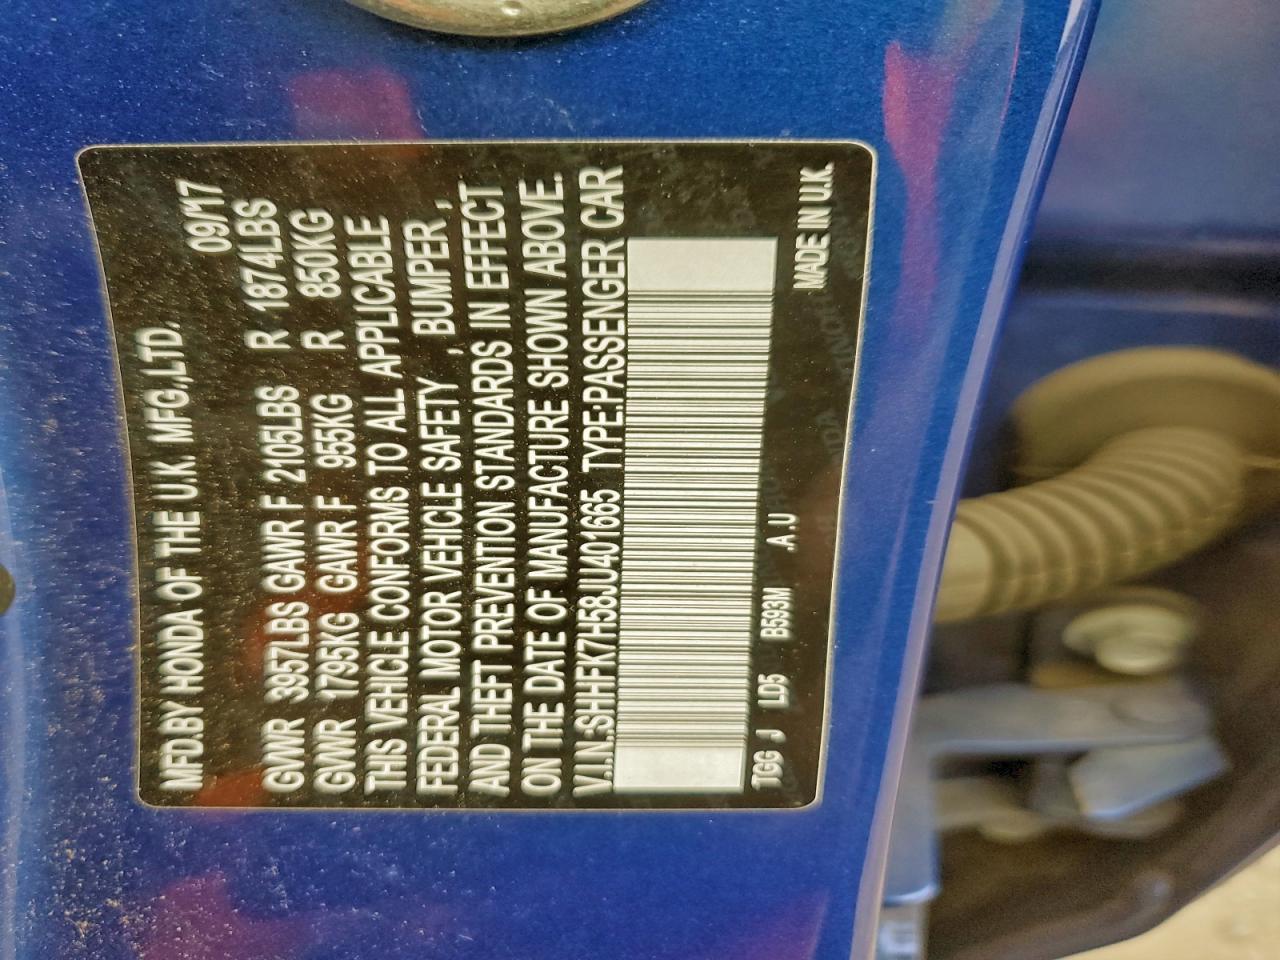 MFD.BY HONDA OF THE U.K. MFG.,LTD.
09/'17
GVWR 3957LBS GAWR F 2105LBS R 1874LBS
GVWR 1795KG GAWR F 955KG R 850KG
THIS VEHICLE CONFORMS TO ALL APPLICABLE
FEDERAL MOTOR VEHICLE SAFETY , BUMPER ,
AND THEFT PREVENTION STANDARDS IN EFFECT
ON THE DATE OF MANUFACTURE SHOWN ABOVE.
V.I.N.:SHHFK7H58JU401665 TYPE:PASSENGER CAR
TGG J LD5 B593M .A.U MADE IN U.K.